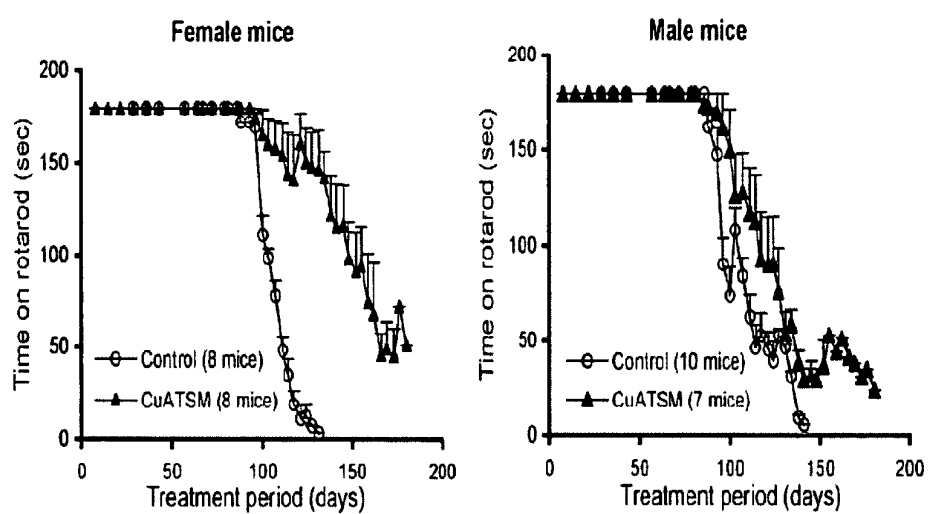 Female mice
Time on rotarod (sec)
200
150
100
50
0
Control (8 mice)
CuATSM (8 mice)
0 50 100 150 200
Treatment period (days)
Male mice
Time on rotarod (sec)
200
150
100
50
0
Control (10 mice)
CuATSM (7 mice)
0 50 100 150 200
Treatment period (days)